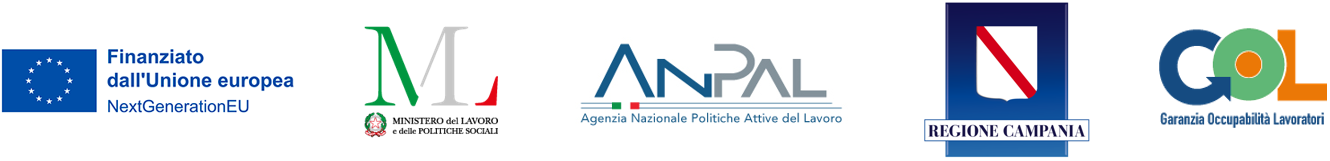 Finanziato
dall'Unione europea
NextGenerationEU
ML
MINISTERO del LAVORO
e delle POLITICHE SOCIALI
ANPAL
Agenzia Nazionale Politiche Attive del Lavoro
REGIONE CAMPANIA
GOL
Garanzia Occupabilità Lavoratori